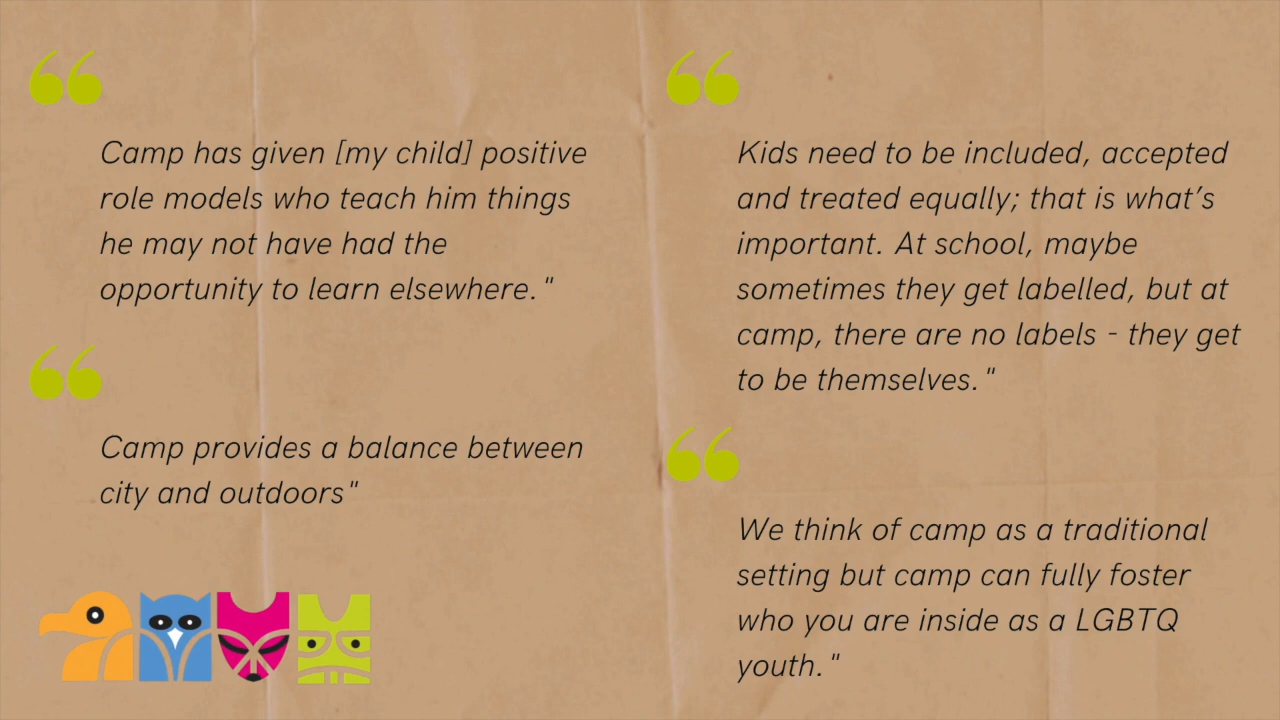 “
Camp has given [my child] positive
role models who teach him things
he may not have had the
opportunity to learn elsewhere."
“
Camp provides a balance between
city and outdoors"
“
Kids need to be included, accepted
and treated equally; that is what’s
important. At school, maybe
sometimes they get labelled, but at
camp, there are no labels - they get
to be themselves."
“
We think of camp as a traditional
setting but camp can fully foster
who you are inside as a LGBTQ
youth."